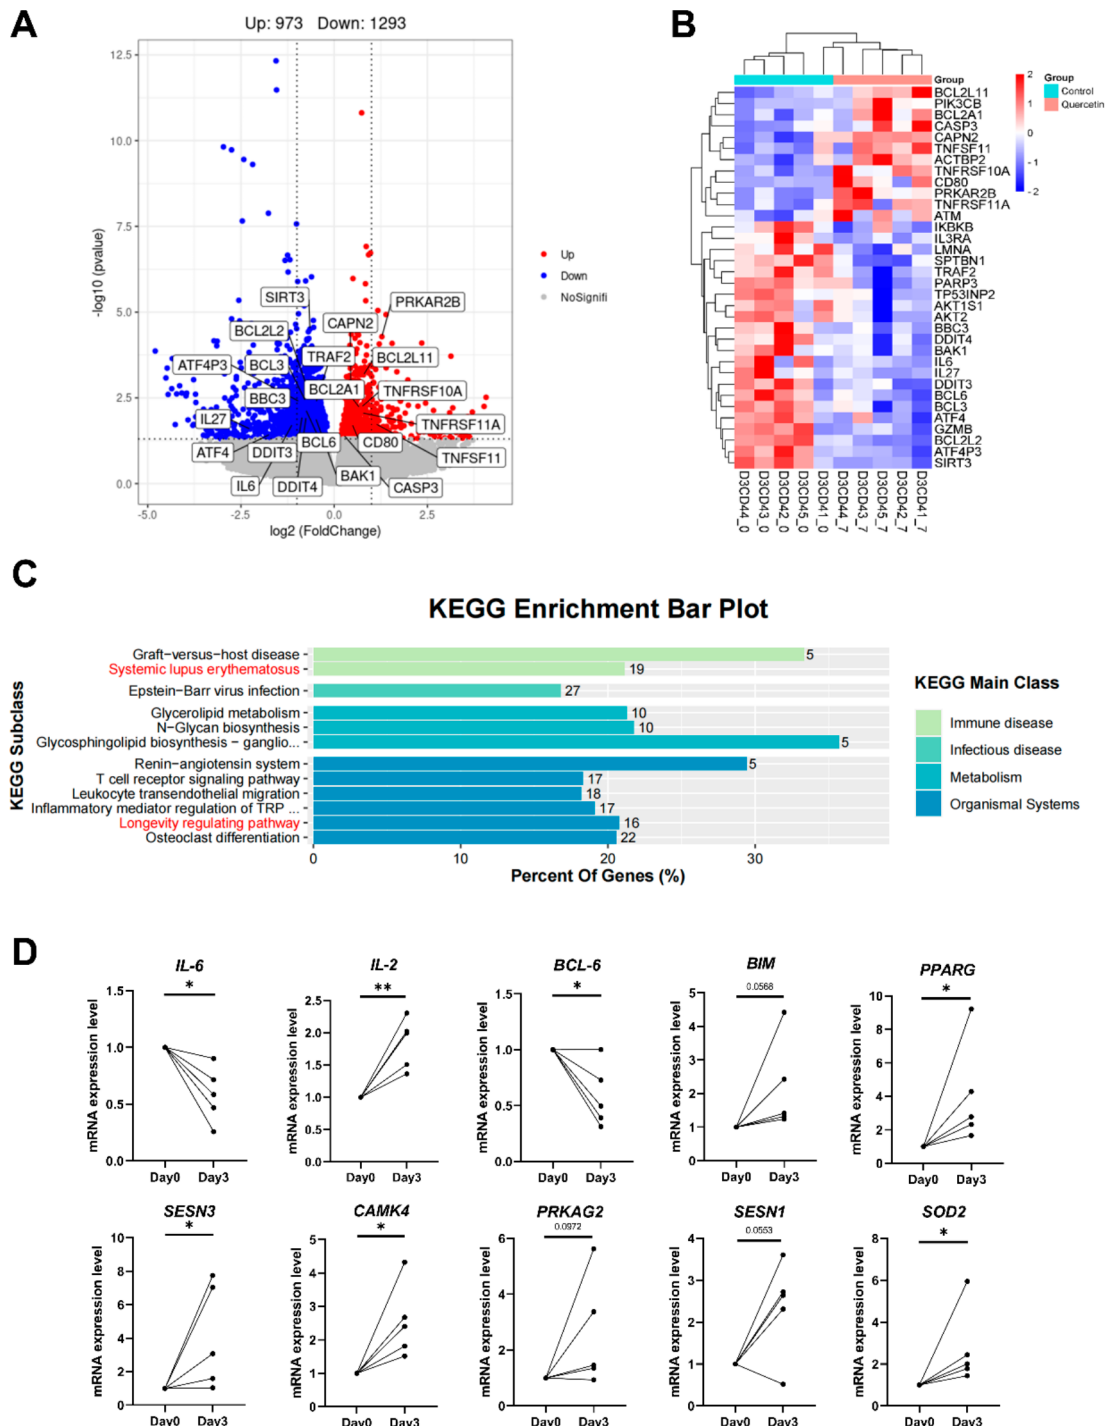 A
Up: 973 Down: 1293
12.5
10.0
7.5
5.0
2.5
0.0
-log10 (pvalue)
-5.0
-2.5
0.0
2.5
log2 (FoldChange)
SIRT3
PRKAR2B
BCL2L2
CAPN2
ATF4P3
BCL3
TRAF2
BCL2L11
BBC3
BCL2A1
TNFRSF10A
IL27
TNFRSF11A
ATF4
DDIT3
BCL6
CD80
TNFSF11
IL6
DDIT4
BAK1
CASP3
Up
Down
NoSignifi
B
Group
BCL2L11
PIK3CB
BCL2A1
CASP3
CAPN2
TNFSF11
ACTBP2
TNFRSF10A
CD80
PRKAR2B
TNFRSF11A
ATM
IKBKB
IL3RA
LMNA
SPTBN1
TRAF2
PARP3
TP53INP2
AKT1S1
AKT2
BBC3
DDIT4
BAK1
IL6
IL27
DDIT3
BCL6
BCL3
ATF4
GZMB
BCL2L2
ATF4P3
SIRT3
D3CD44_0
D3CD43_0
D3CD42_0
D3CD45_0
D3CD41_0
D3CD44_7
D3CD43_7
D3CD45_7
D3CD42_7
D3CD41_7
2
1
0
-1
-2
Group
Control
Quercetin
C
KEGG Enrichment Bar Plot
KEGG Subclass
Graft-versus-host disease
5
Systemic lupus erythematosus
19
Epstein-Barr virus infection
27
Glycerolipid metabolism
10
N-Glycan biosynthesis
10
Glycosphingolipid biosynthesis - ganglio...
5
Renin-angiotensin system
5
T cell receptor signaling pathway
17
Leukocyte transendothelial migration
18
Inflammatory mediator regulation of TRP ...
17
Longevity regulating pathway
16
Osteoclast differentiation
22
0
10
20
30
Percent Of Genes (%)
KEGG Main Class
Immune disease
Infectious disease
Metabolism
Organismal Systems
D
IL-6
*
mRNA expression level
1.5
1.0
0.5
0.0
Day0 Day3
IL-2
**
mRNA expression level
2.5
2.0
1.5
1.0
0.5
0.0
Day0 Day3
BCL-6
*
mRNA expression level
1.5
1.0
0.5
0.0
Day0 Day3
BIM
0.0568
mRNA expression level
5
4
3
2
1
0
Day0 Day3
PPARG
*
mRNA expression level
10
8
6
4
2
0
Day0 Day3
SESN3
*
mRNA expression level
10
8
6
4
2
0
Day0 Day3
CAMK4
*
mRNA expression level
5
4
3
2
1
0
Day0 Day3
PRKAG2
0.0972
mRNA expression level
6
4
2
0
Day0 Day3
SESN1
0.0553
mRNA expression level
4
3
2
1
0
Day0 Day3
SOD2
*
mRNA expression level
8
6
4
2
0
Day0 Day3